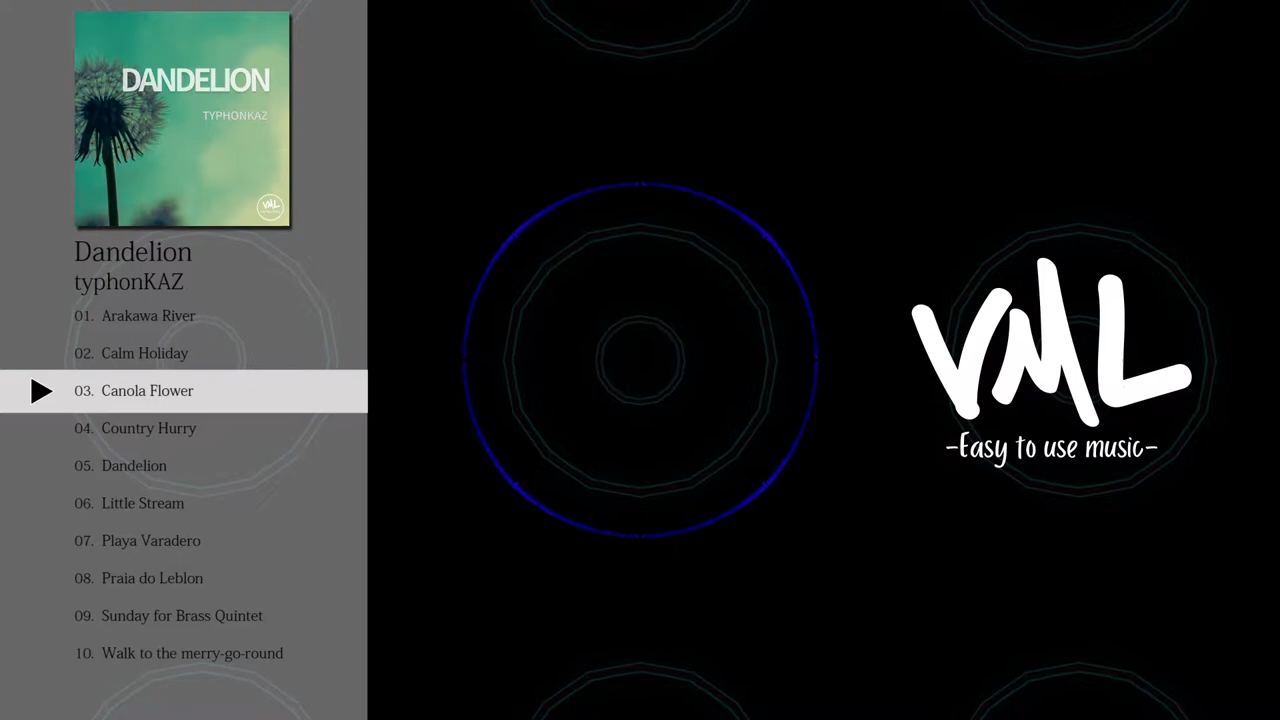 DANDELION
TYPHONKAZ
VML
Dandelion
typhonKAZ
01. Arakawa River
02. Calm Holiday
03. Canola Flower
04. Country Hurry
05. Dandelion
06. Little Stream
07. Playa Varadero
08. Praia do Leblon
09. Sunday for Brass Quintet
10. Walk to the merry-go-round
VML
-Easy to use music-